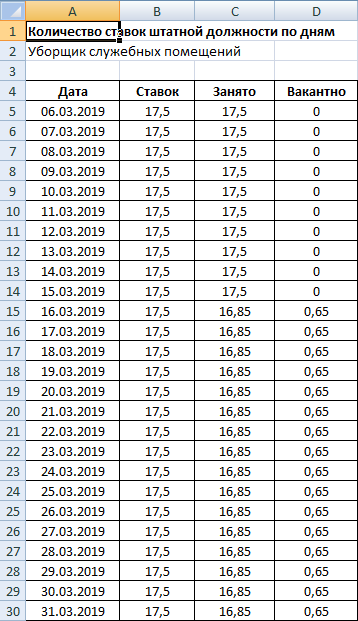 A B C D
1 Количество ставок штатной должности по дням
2 Уборщик служебных помещений
3
4 Дата Ставок Занято Вакантно
5 06.03.2019 17,5 17,5 0
6 07.03.2019 17,5 17,5 0
7 08.03.2019 17,5 17,5 0
8 09.03.2019 17,5 17,5 0
9 10.03.2019 17,5 17,5 0
10 11.03.2019 17,5 17,5 0
11 12.03.2019 17,5 17,5 0
12 13.03.2019 17,5 17,5 0
13 14.03.2019 17,5 17,5 0
14 15.03.2019 17,5 17,5 0
15 16.03.2019 17,5 16,85 0,65
16 17.03.2019 17,5 16,85 0,65
17 18.03.2019 17,5 16,85 0,65
18 19.03.2019 17,5 16,85 0,65
19 20.03.2019 17,5 16,85 0,65
20 21.03.2019 17,5 16,85 0,65
21 22.03.2019 17,5 16,85 0,65
22 23.03.2019 17,5 16,85 0,65
23 24.03.2019 17,5 16,85 0,65
24 25.03.2019 17,5 16,85 0,65
25 26.03.2019 17,5 16,85 0,65
26 27.03.2019 17,5 16,85 0,65
27 28.03.2019 17,5 16,85 0,65
28 29.03.2019 17,5 16,85 0,65
29 30.03.2019 17,5 16,85 0,65
30 31.03.2019 17,5 16,85 0,65